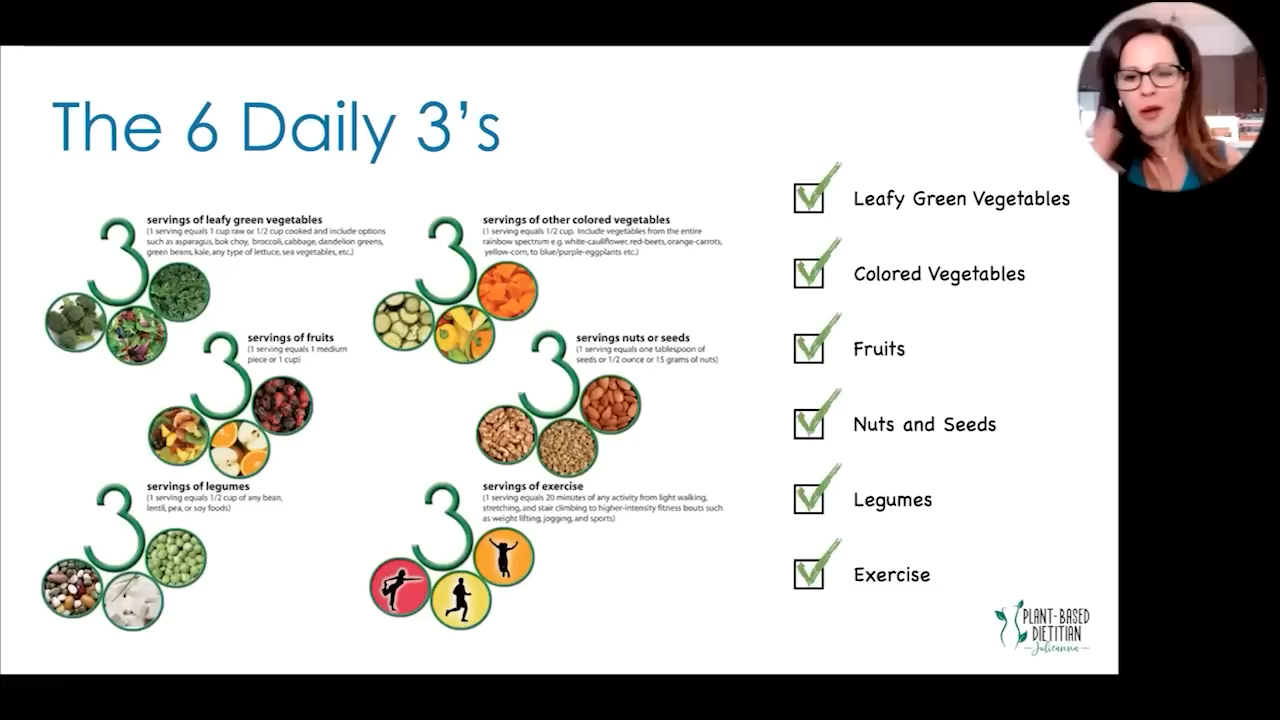 The 6 Daily 3's
3
servings of leafy green vegetables
(1 serving equals 1 cup raw or 1/2 cup cooked and include options
such as asparagus, bok choy, broccoli, cabbage, dandelion greens,
green beans, kale, any type of lettuce, sea vegetables, etc.)
3
servings of other colored vegetables
(1 serving equals 1/2 cup. Include vegetables from the entire
rainbow spectrum e.g. white-cauliflower, red-beets, orange-carrots,
yellow-corn, to blue/purple-eggplants etc.)
3
servings of fruits
(1 serving equals 1 medium
piece or 1 cup)
3
servings nuts or seeds
(1 serving equals one tablespoon of
seeds or 1/2 ounce or 15 grams of nuts)
3
servings of legumes
(1 serving equals 1/2 cup of any bean,
lentil, pea, or soy foods)
3
servings of exercise
(1 serving equals 20 minutes of any activity from light walking,
stretching, and stair climbing to higher-intensity fitness bouts such
as weight lifting, jogging, and sports)
Leafy Green Vegetables
Colored Vegetables
Fruits
Nuts and Seeds
Legumes
Exercise
PLANT-BASED
DIETITIAN
Julieanna